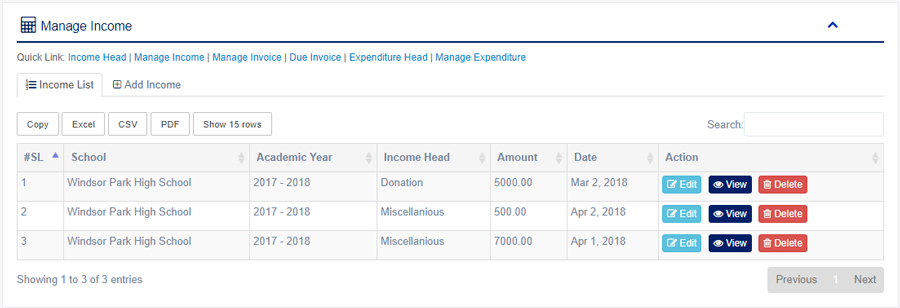 Manage Income
Quick Link: Income Head | Manage Income | Manage Invoice | Due Invoice | Expenditure Head | Manage Expenditure
Income List Add Income
Copy Excel CSV PDF Show 15 rows Search:
#SL School Academic Year Income Head Amount Date Action
1 Windsor Park High School 2017 - 2018 Donation 5000.00 Mar 2, 2018 Edit View Delete
2 Windsor Park High School 2017 - 2018 Miscellanious 500.00 Apr 2, 2018 Edit View Delete
3 Windsor Park High School 2017 - 2018 Miscellanious 7000.00 Apr 1, 2018 Edit View Delete
Showing 1 to 3 of 3 entries Previous 1 Next